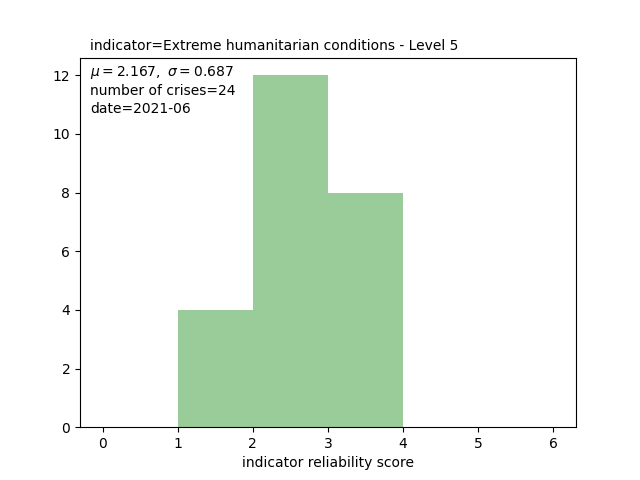 indicator=Extreme humanitarian conditions - Level 5
μ = 2.167, σ = 0.687
number of crises=24
date=2021-06
12
10
8
6
4
2
0
0 1 2 3 4 5 6
indicator reliability score